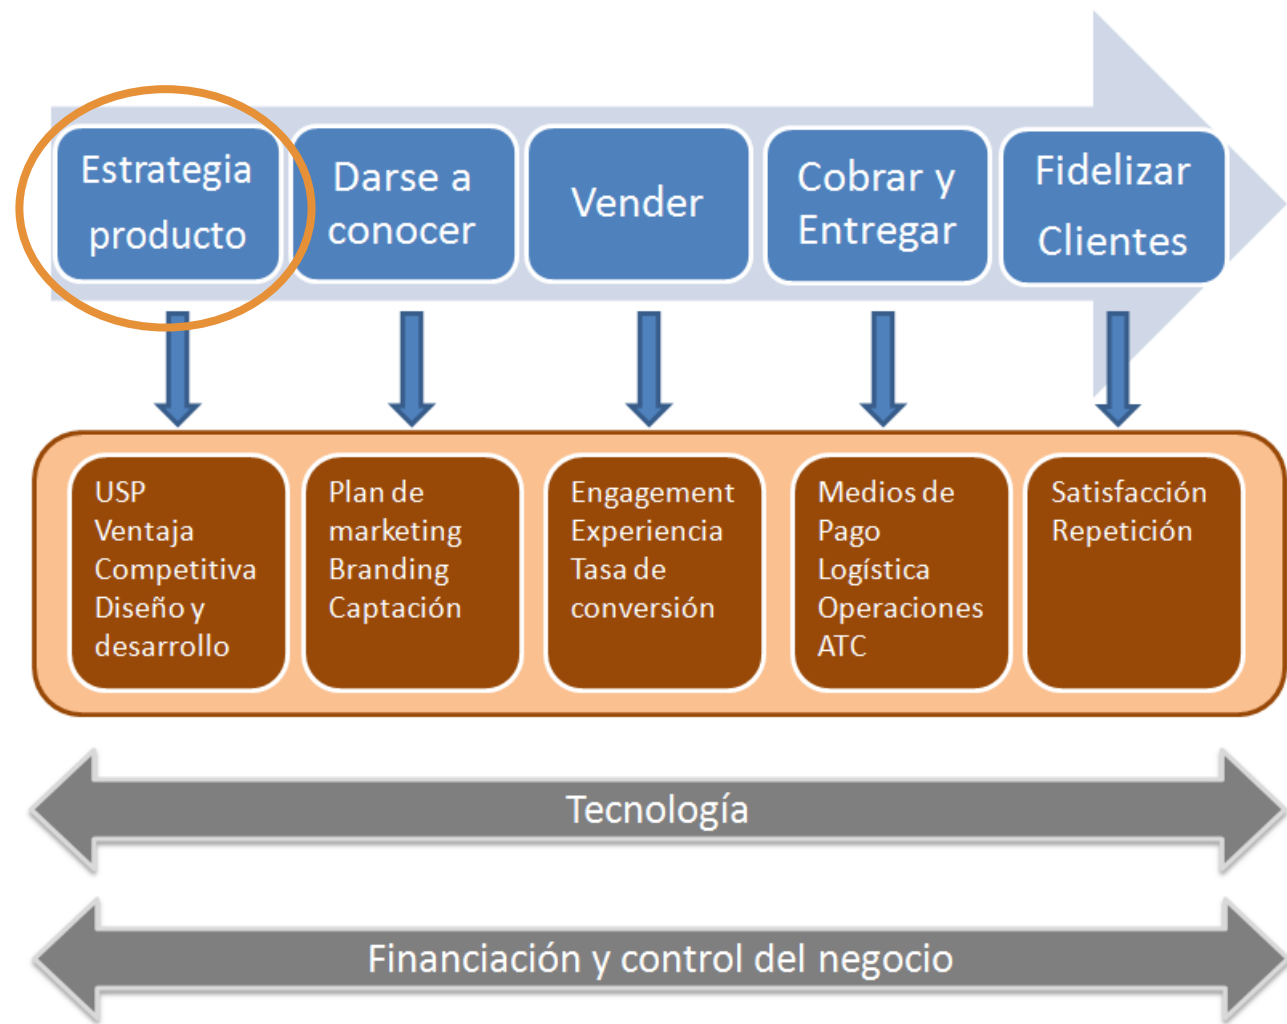 Estrategia
producto
Darse a
conocer
Vender
Cobrar y
Entregar
Fidelizar
Clientes
USP
Ventaja
Competitiva
Diseño y
desarrollo
Plan de
marketing
Branding
Captación
Engagement
Experiencia
Tasa de
conversión
Medios de
Pago
Logística
Operaciones
ATC
Satisfacción
Repetición
Tecnología
Financiación y control del negocio